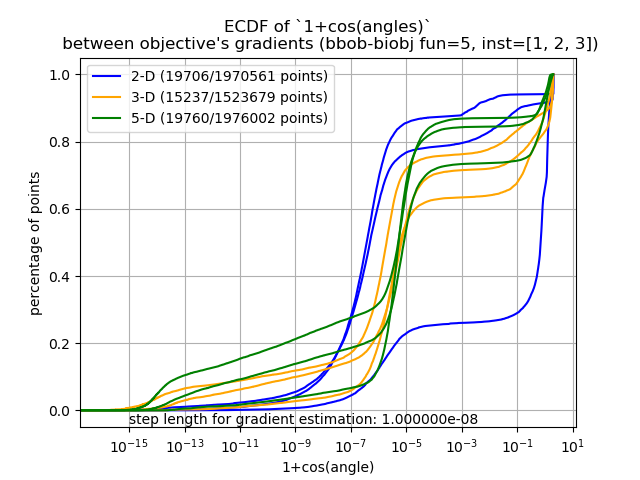 ECDF of `1+cos(angles)`
between objective's gradients (bbob-biobj fun=5, inst=[1, 2, 3])
2-D (19706/1970561 points)
3-D (15237/1523679 points)
5-D (19760/1976002 points)
percentage of points
1.0
0.8
0.6
0.4
0.2
0.0
step length for gradient estimation: 1.000000e-08
10⁻¹⁵ 10⁻¹³ 10⁻¹¹ 10⁻⁹ 10⁻⁷ 10⁻⁵ 10⁻³ 10⁻¹ 10¹
1+cos(angle)